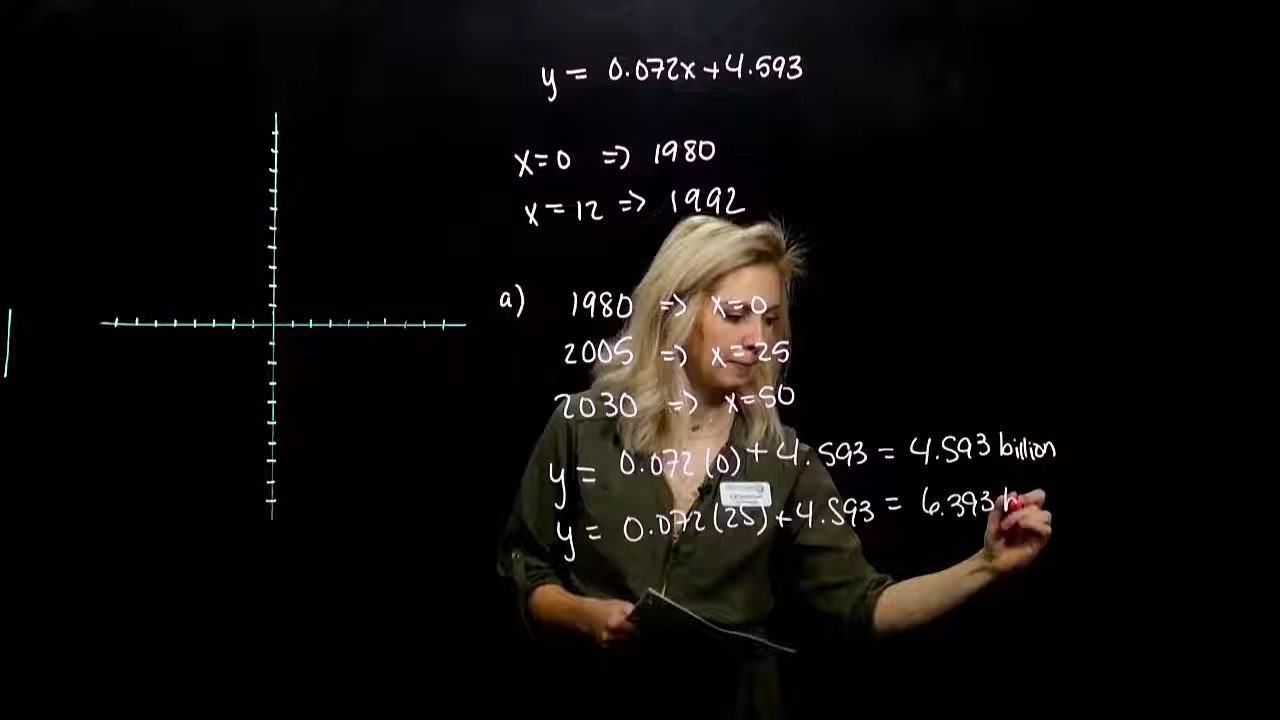 y = 0.072x + 4.593
x = 0 => 1980
x = 12 => 1992
a) 1980 => x = 0
2005 => x = 25
2030 => x = 50
y = 0.072(0) + 4.593 = 4.593 billion
y = 0.072(25) + 4.593 = 6.393 b